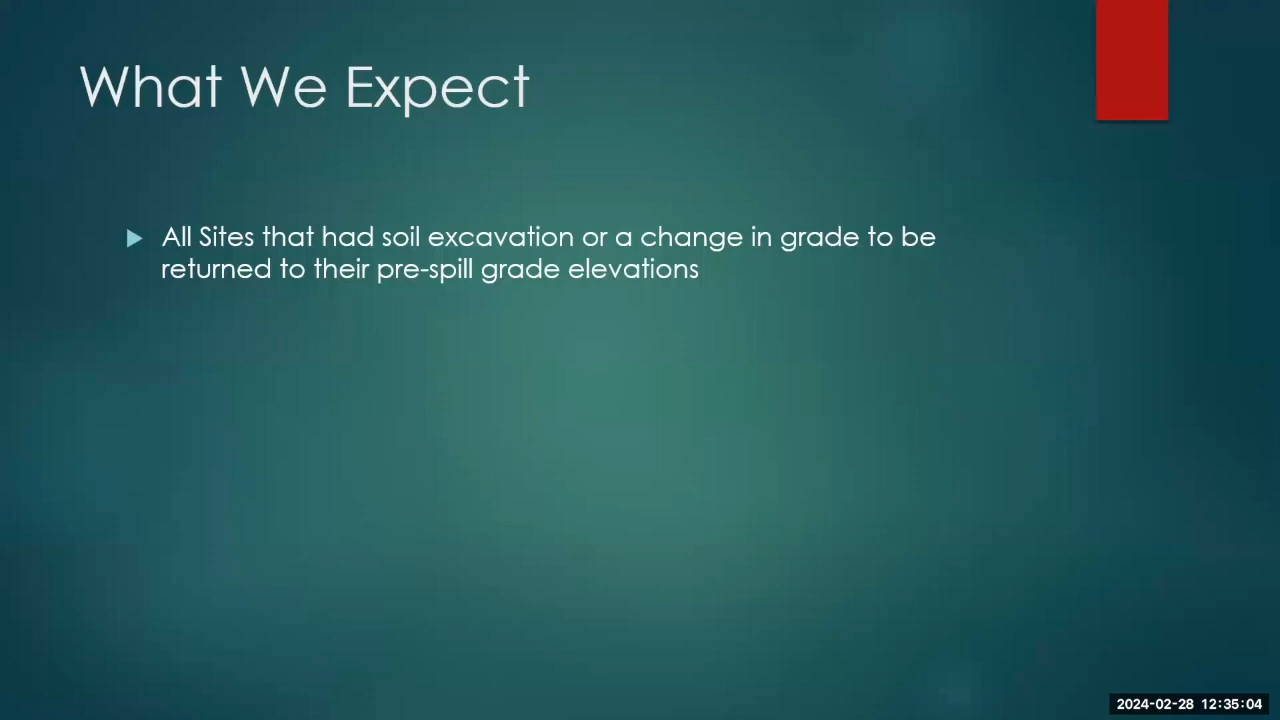 What We Expect
All Sites that had soil excavation or a change in grade to be
returned to their pre-spill grade elevations
2024-02-28 12:35:04